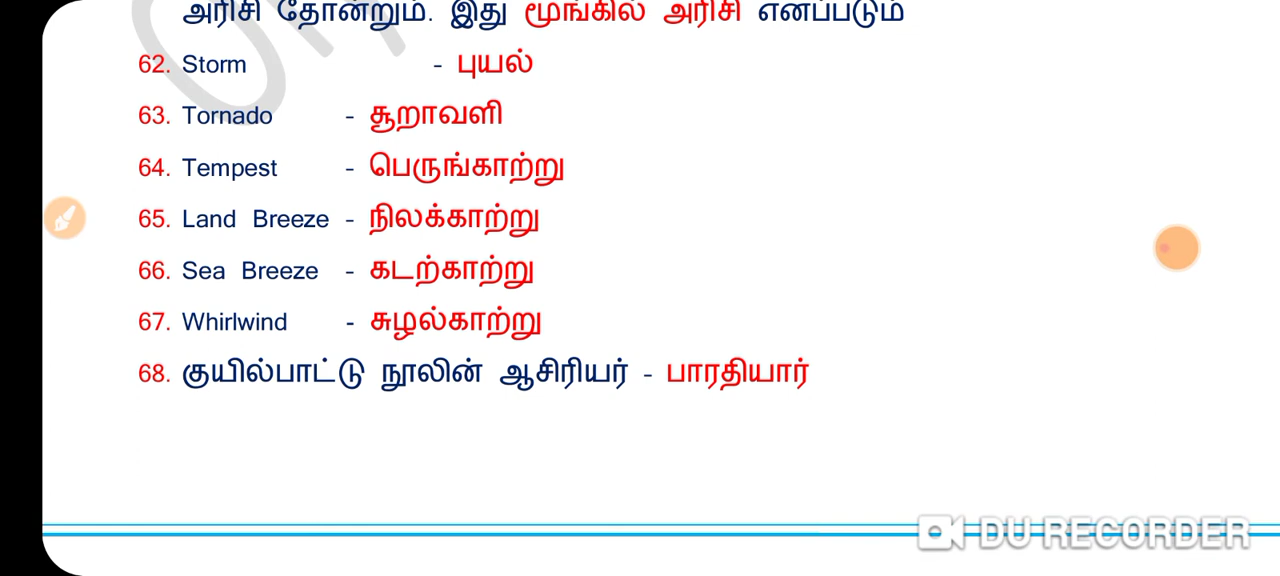 அரிசி தோன்றும். இது மூங்கில் அரிசி எனப்படும்
62. Storm - புயல்
63. Tornado - சூறாவளி
64. Tempest - பெருங்காற்று
65. Land Breeze - நிலக்காற்று
66. Sea Breeze - கடற்காற்று
67. Whirlwind - சுழல்காற்று
68. குயில்பாட்டு நூலின் ஆசிரியர் - பாரதியார்
DU RECORDER